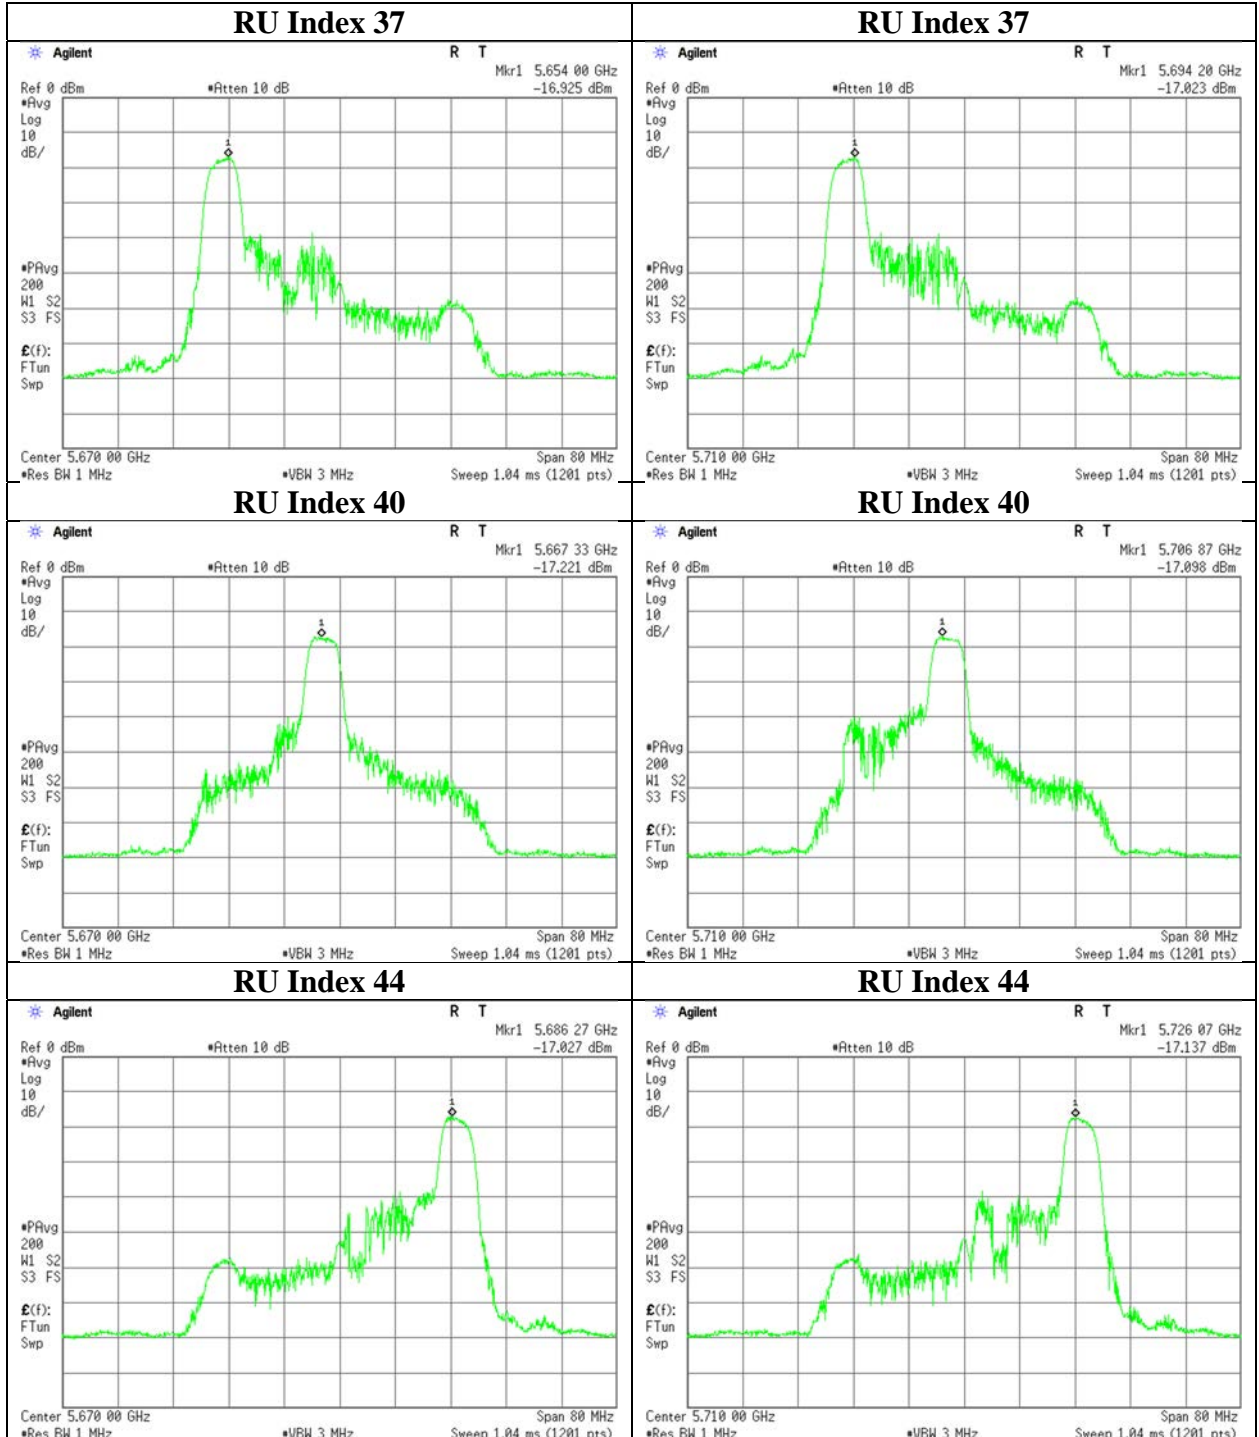 RU Index 37
Agilent
R T
Mkr1 5.654 00 GHz
Ref 0 dBm
#Atten 10 dB
-16.925 dBm
#Avg
Log
10
dB/
1
#PAvg
200
W1 S2
S3 FS
£(f):
FTun
Swp
Center 5.670 00 GHz
Span 80 MHz
#Res BW 1 MHz
#VBW 3 MHz
Sweep 1.04 ms (1201 pts)
RU Index 37
Agilent
R T
Mkr1 5.694 20 GHz
Ref 0 dBm
#Atten 10 dB
-17.023 dBm
#Avg
Log
10
dB/
1
#PAvg
200
W1 S2
S3 FS
£(f):
FTun
Swp
Center 5.710 00 GHz
Span 80 MHz
#Res BW 1 MHz
#VBW 3 MHz
Sweep 1.04 ms (1201 pts)
RU Index 40
Agilent
R T
Mkr1 5.667 33 GHz
Ref 0 dBm
#Atten 10 dB
-17.221 dBm
#Avg
Log
10
dB/
1
#PAvg
200
W1 S2
S3 FS
£(f):
FTun
Swp
Center 5.670 00 GHz
Span 80 MHz
#Res BW 1 MHz
#VBW 3 MHz
Sweep 1.04 ms (1201 pts)
RU Index 40
Agilent
R T
Mkr1 5.706 87 GHz
Ref 0 dBm
#Atten 10 dB
-17.098 dBm
#Avg
Log
10
dB/
1
#PAvg
200
W1 S2
S3 FS
£(f):
FTun
Swp
Center 5.710 00 GHz
Span 80 MHz
#Res BW 1 MHz
#VBW 3 MHz
Sweep 1.04 ms (1201 pts)
RU Index 44
Agilent
R T
Mkr1 5.686 27 GHz
Ref 0 dBm
#Atten 10 dB
-17.027 dBm
#Avg
Log
10
dB/
1
#PAvg
200
W1 S2
S3 FS
£(f):
FTun
Swp
Center 5.670 00 GHz
Span 80 MHz
#Res BW 1 MHz
#VBW 3 MHz
Sweep 1.04 ms (1201 pts)
RU Index 44
Agilent
R T
Mkr1 5.726 07 GHz
Ref 0 dBm
#Atten 10 dB
-17.137 dBm
#Avg
Log
10
dB/
1
#PAvg
200
W1 S2
S3 FS
£(f):
FTun
Swp
Center 5.710 00 GHz
Span 80 MHz
#Res BW 1 MHz
#VBW 3 MHz
Sweep 1.04 ms (1201 pts)